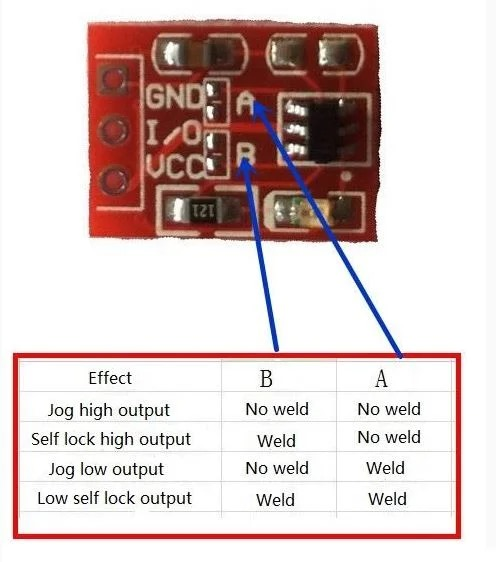 GND A
I/O
VCC B
121
Effect B A
Jog high output No weld No weld
Self lock high output Weld No weld
Jog low output No weld Weld
Low self lock output Weld Weld